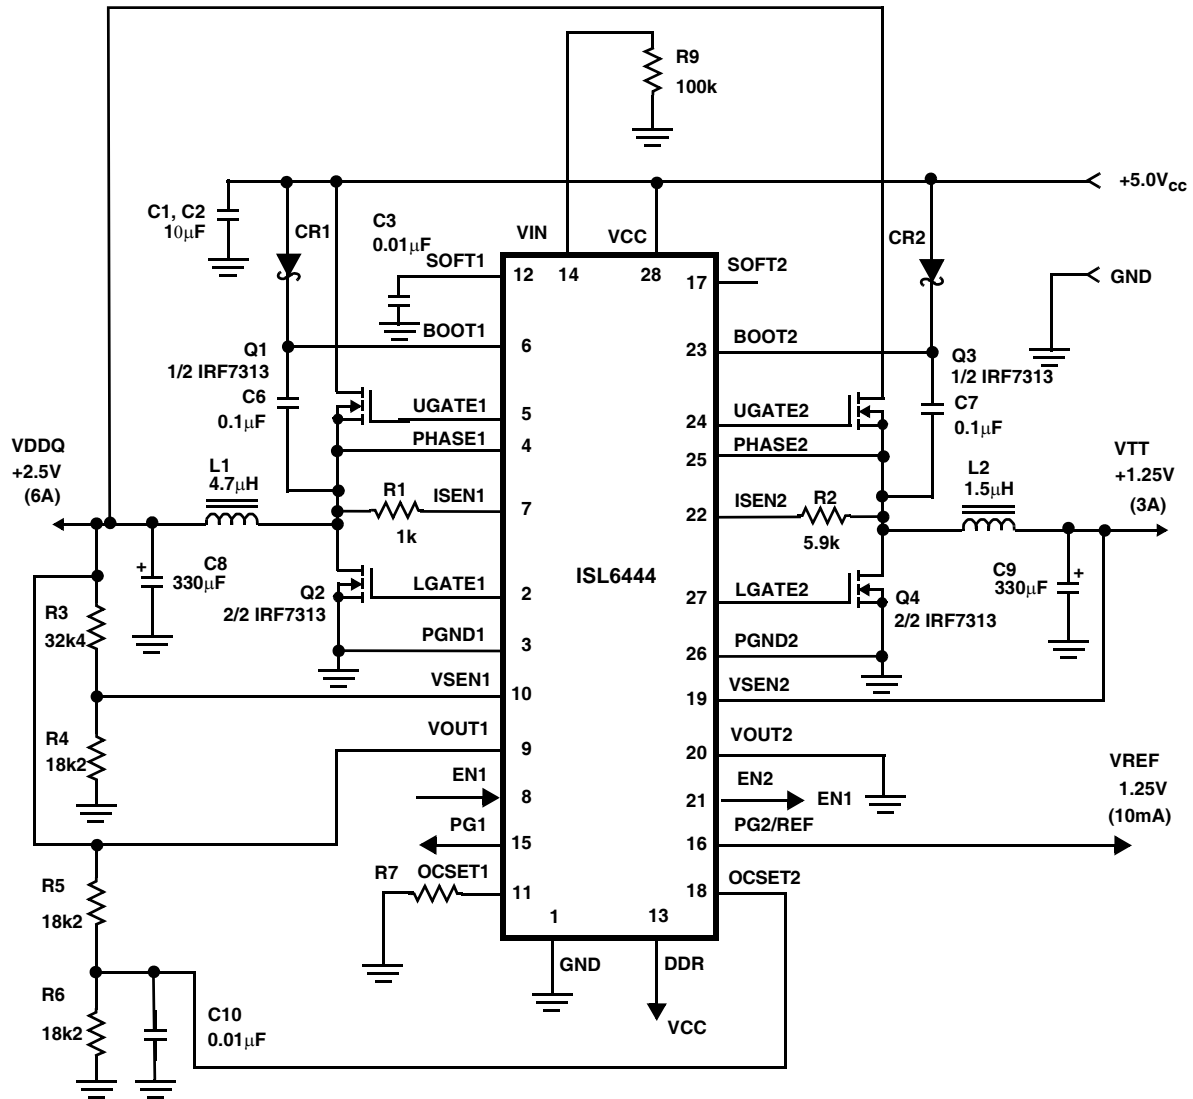 R9
100k
+5.0Vcc
C1, C2
10μF
CR1
C3
0.01μF
VIN
VCC
CR2
SOFT1
12
14
28
17
SOFT2
GND
BOOT1
6
23
BOOT2
Q1
1/2 IRF7313
C6
0.1μF
Q3
1/2 IRF7313
C7
0.1μF
UGATE1
5
24
UGATE2
PHASE1
4
25
PHASE2
VDDQ
+2.5V
(6A)
L1
4.7μH
R1
1k
ISEN1
7
22
ISEN2
R2
5.9k
L2
1.5μH
VTT
+1.25V
(3A)
C8
330μF
+
ISL6444
C9
330μF
+
Q2
2/2 IRF7313
LGATE1
2
27
LGATE2
Q4
2/2 IRF7313
R3
32k4
PGND1
3
26
PGND2
VSEN1
10
19
VSEN2
R4
18k2
VOUT1
9
20
VOUT2
EN1
8
21
EN2
EN1
VREF
1.25V
(10mA)
PG1
15
16
PG2/REF
R7
OCSET1
11
18
OCSET2
R5
18k2
1
13
GND
DDR
VCC
R6
18k2
C10
0.01μF